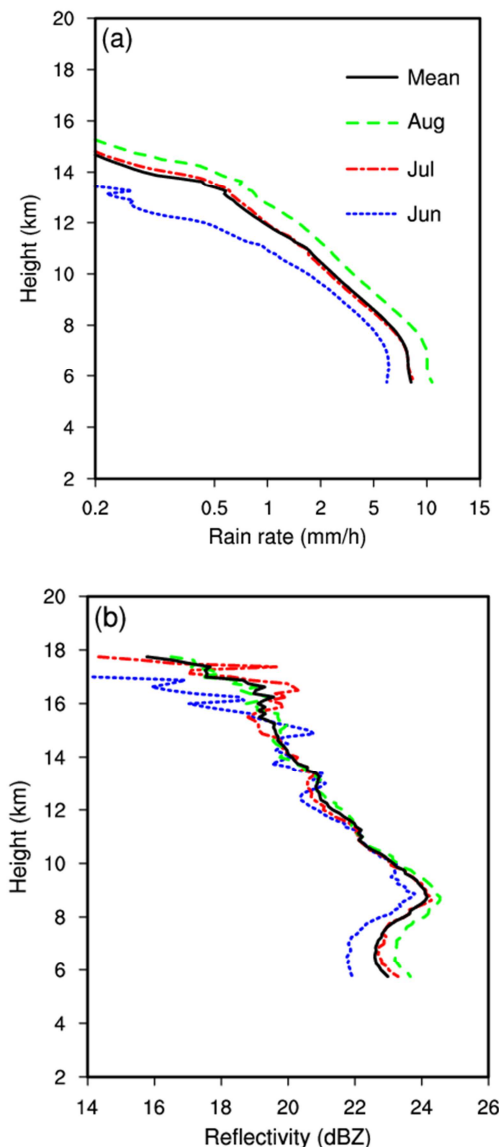 (a)
20
18
16
14
12
10
8
6
4
2
Height (km)
Mean
Aug
Jul
Jun
0.2 0.5 1 2 5 10 15
Rain rate (mm/h)
(b)
20
18
16
14
12
10
8
6
4
2
Height (km)
14 16 18 20 22 24 26
Reflectivity (dBZ)